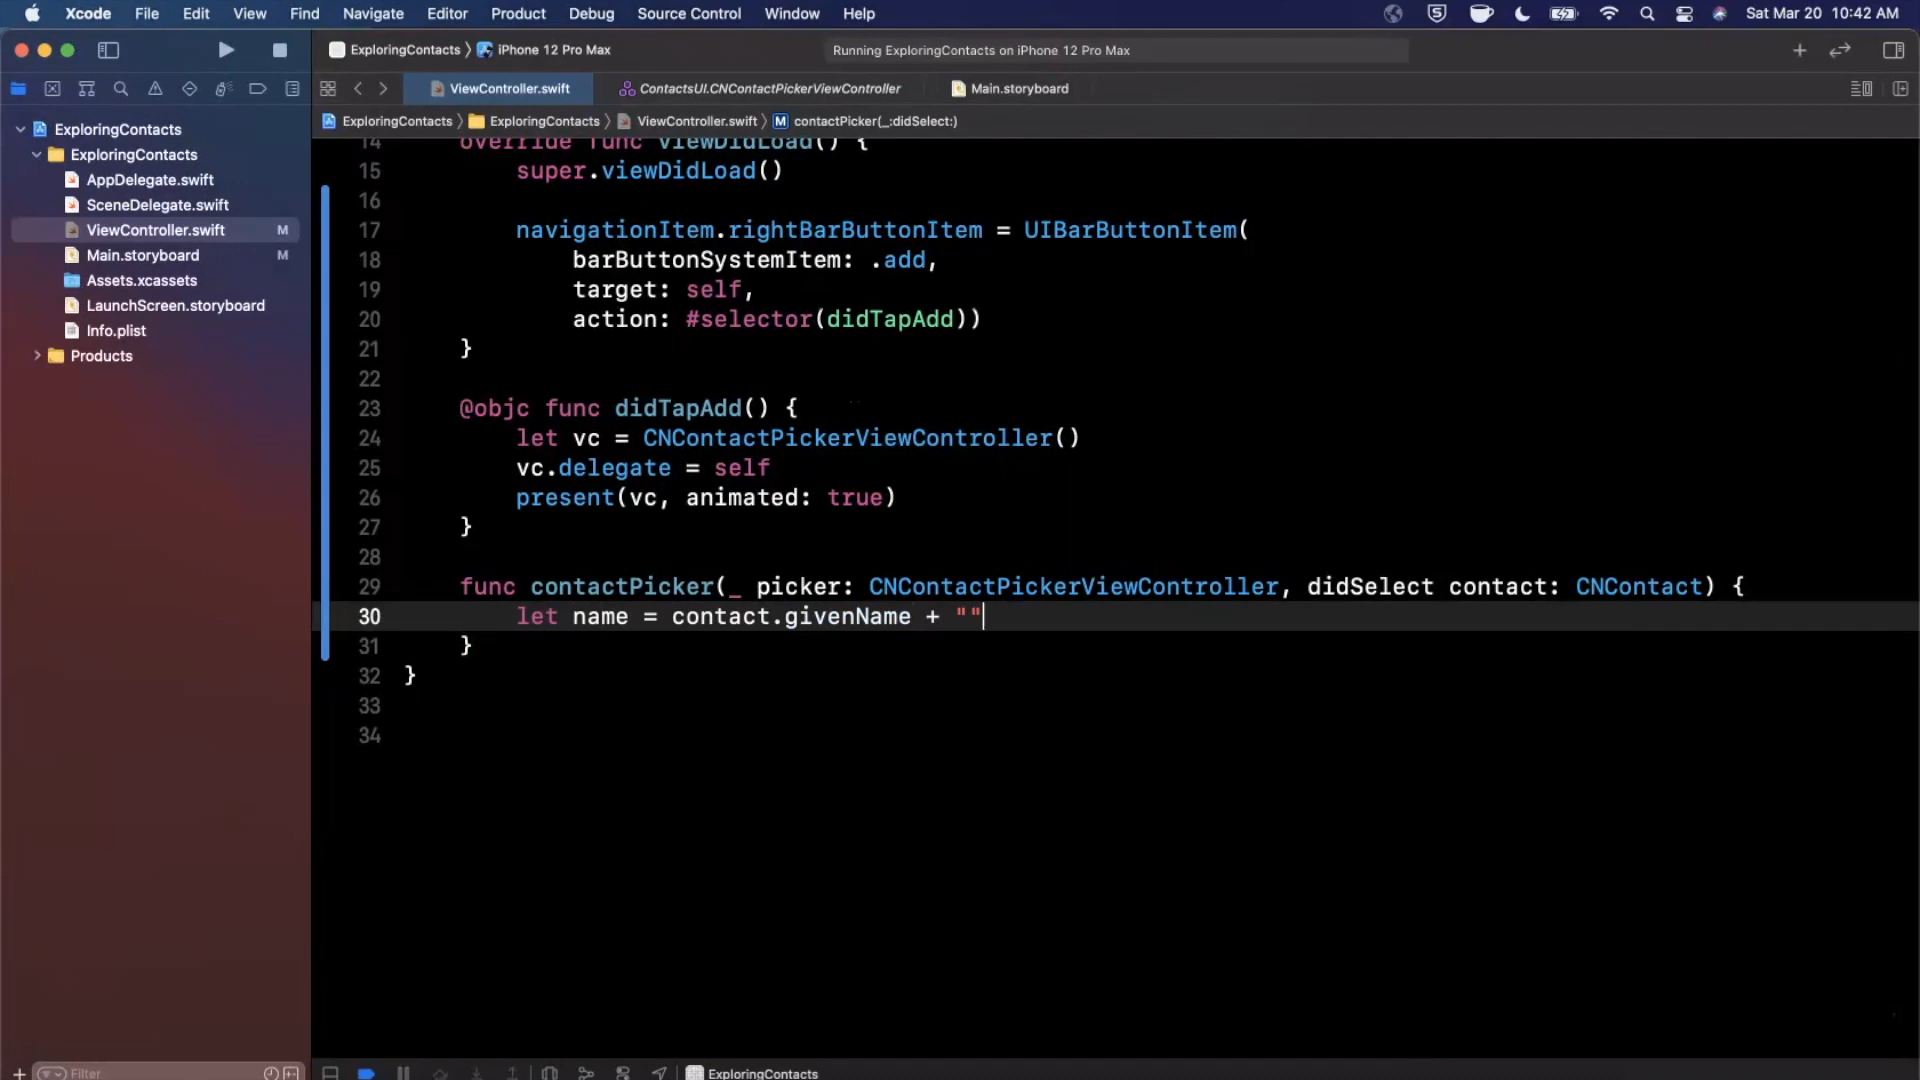 Xcode File Edit View Find Navigate Editor Product Debug Source Control Window Help Sat Mar 20 10:42 AM
ExploringContacts iPhone 12 Pro Max Running ExploringContacts on iPhone 12 Pro Max
ViewController.swift ContactsUI.CNContactPickerViewController Main.storyboard
ExploringContacts ExploringContacts ViewController.swift M contactPicker(_:didSelect:)
ExploringContacts
ExploringContacts
AppDelegate.swift
SceneDelegate.swift
ViewController.swift M
Main.storyboard M
Assets.xcassets
LaunchScreen.storyboard
Info.plist
Products
14 override func viewDidLoad() {
15 super.viewDidLoad()
16
17 navigationItem.rightBarButtonItem = UIBarButtonItem(
18 barButtonSystemItem: .add,
19 target: self,
20 action: #selector(didTapAdd))
21 }
22
23 @objc func didTapAdd() {
24 let vc = CNContactPickerViewController()
25 vc.delegate = self
26 present(vc, animated: true)
27 }
28
29 func contactPicker(_ picker: CNContactPickerViewController, didSelect contact: CNContact) {
30 let name = contact.givenName + ""
31 }
32 }
33
34
Filter
ExploringContacts